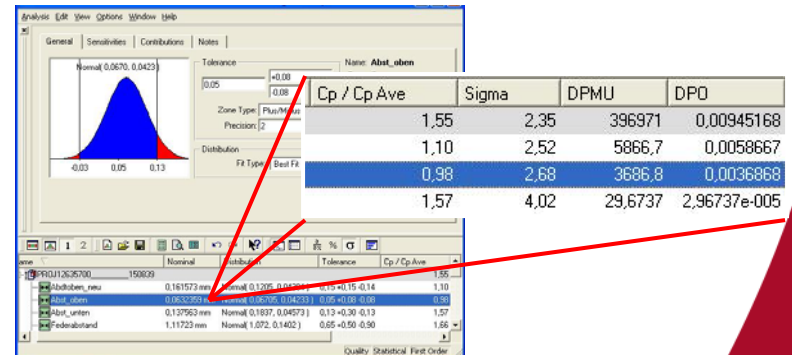 Analysis Edit View Options Window Help
General Sensitivities Contributions Notes
Normal( 0.0670, 0.0423 )
-0,03 0,05 0,13
Tolerance
0,05
+0,08
-0,08
Zone Type: Plus/Minus
Precision: 2
Distribution
Fit Type: Best Fit
Name: Abst_oben
Cp / Cp Ave Sigma DPMU DPO
1,55 2,35 396971 0,00945168
1,10 2,52 5866,7 0,0058667
0,98 2,68 3686,8 0,0036868
1,57 4,02 29,6737 2,96737e-005
1 2 % σ
Nominal Distribution Tolerance Cp / Cp Ave
PROJ12635700 150839 1,55
Abdtoben_neu 0,161573 mm 0,15 +0,15 -0,14 1,10
Abst_oben 0,0632359 mm Normal( 0,06705, 0,04233 ) 0,05 +0,08 -0,08 0,98
Abst_unten 0,137563 mm Normal( 0,1837, 0,04573 ) 0,13 +0,30 -0,13 1,57
Federabstand 1,11723 mm Normal( 1,072, 0,1402 ) 0,65 +0,50 -0,90 1,66
Quality Statistical First Order